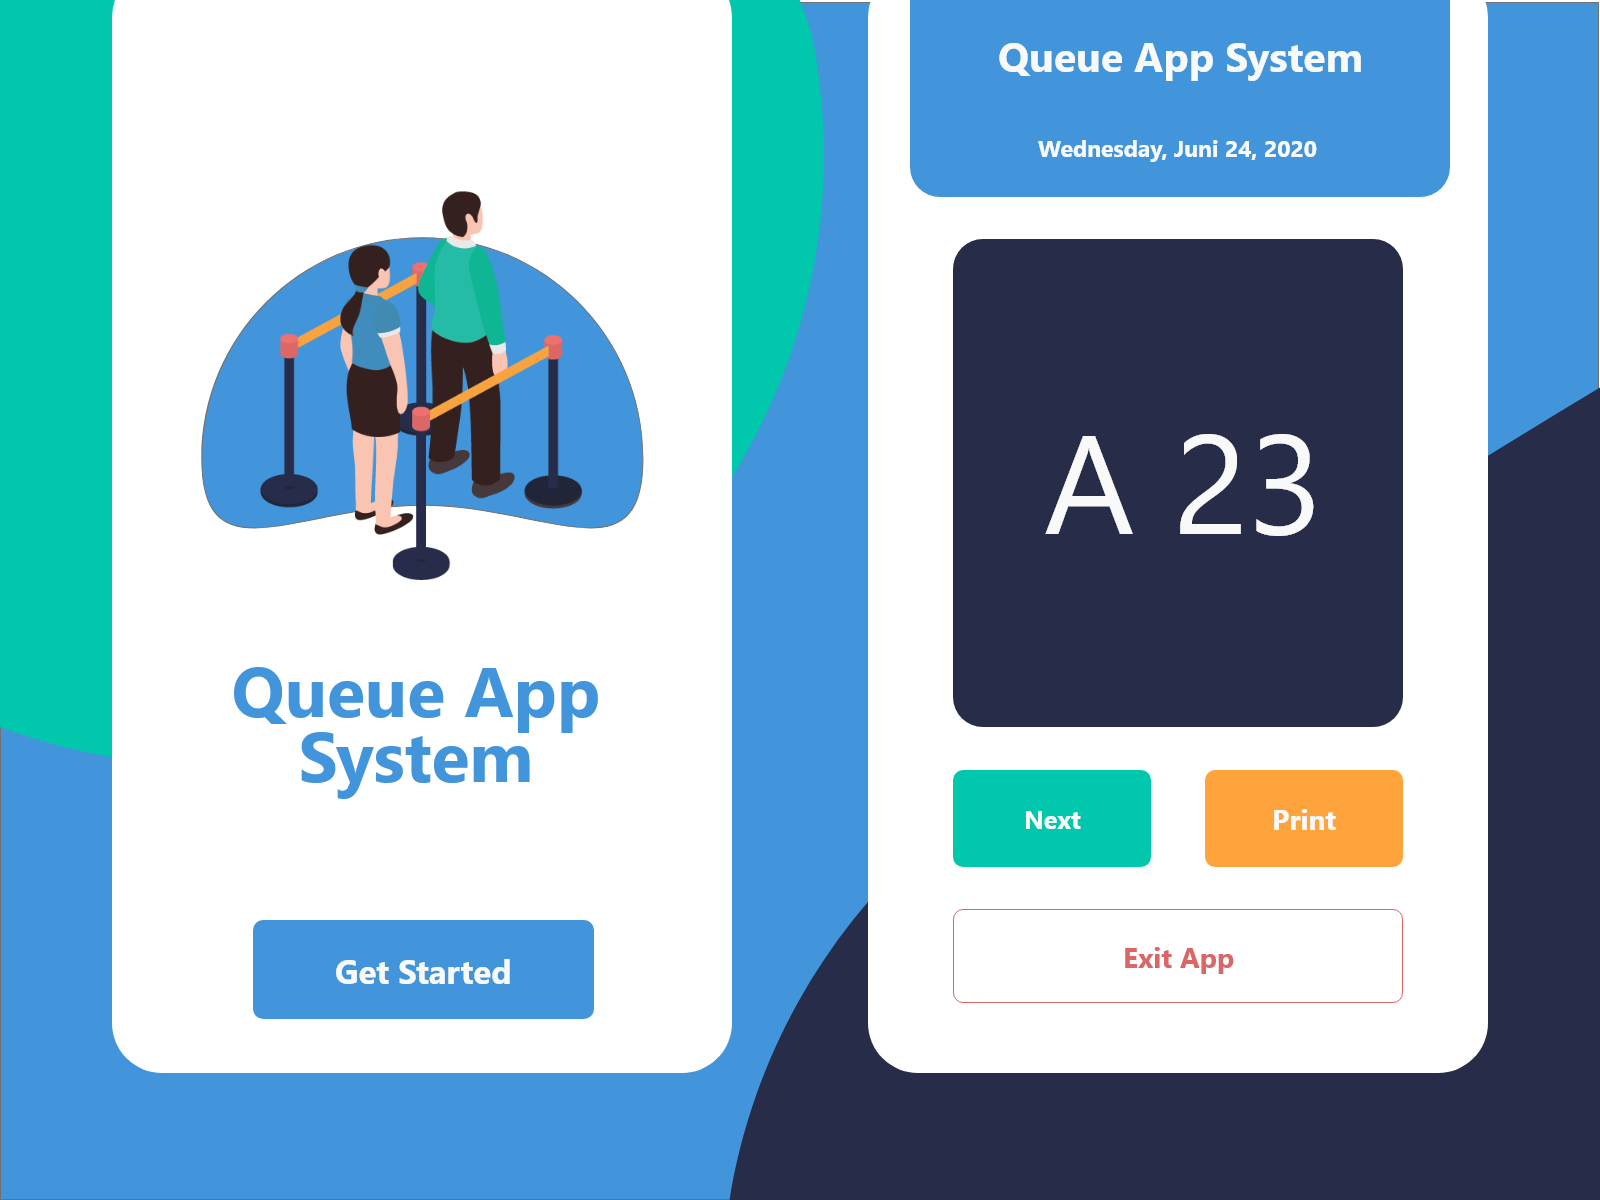 Queue App
System
Get Started
Queue App System
Wednesday, Juni 24, 2020
A 23
Next
Print
Exit App